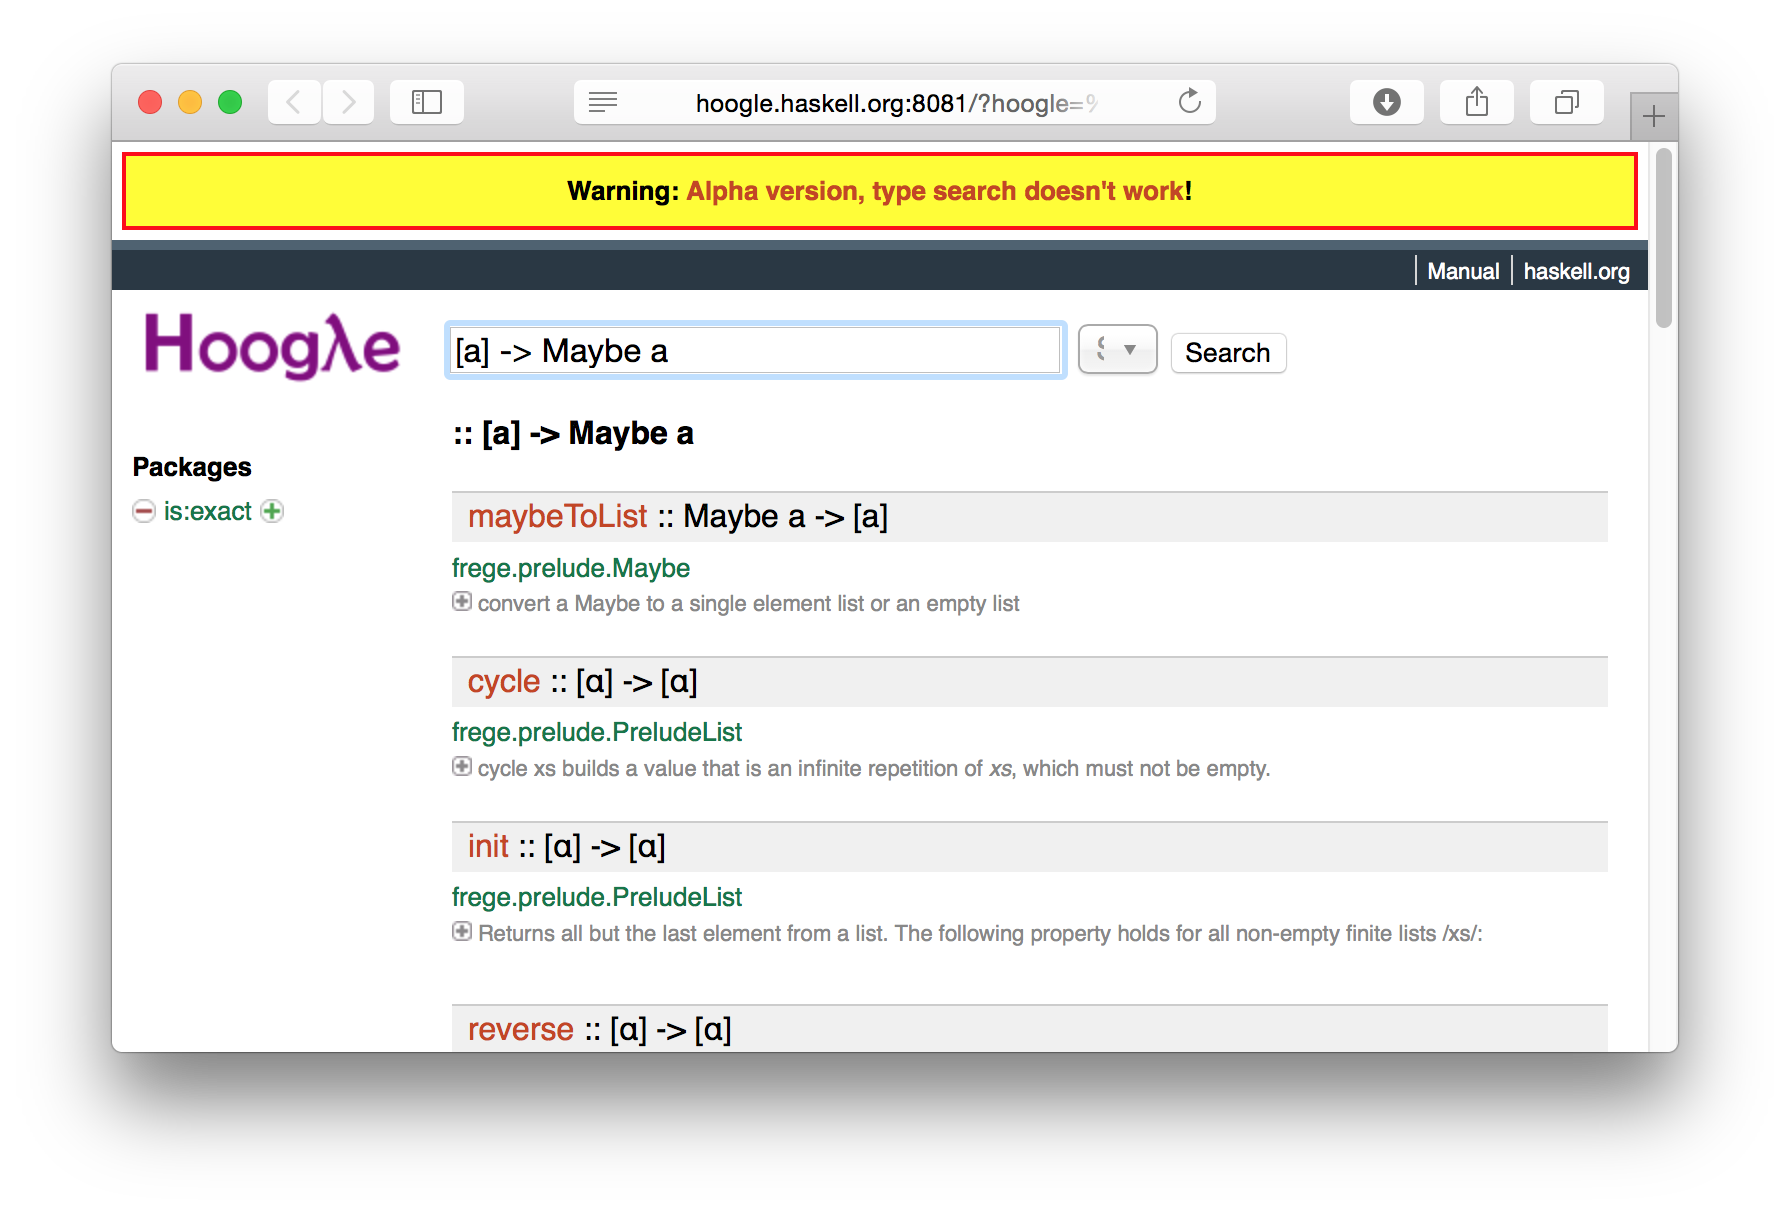 hoogle.haskell.org:8081/?hoogle=%
Warning: Alpha version, type search doesn't work!
Manual haskell.org
Hoogλe
[a] -> Maybe a
Search
:: [a] -> Maybe a
Packages
is:exact
maybeToList :: Maybe a -> [a]
frege.prelude.Maybe
convert a Maybe to a single element list or an empty list
cycle :: [α] -> [α]
frege.prelude.PreludeList
cycle xs builds a value that is an infinite repetition of xs, which must not be empty.
init :: [α] -> [α]
frege.prelude.PreludeList
Returns all but the last element from a list. The following property holds for all non-empty finite lists /xs/:
reverse :: [α] -> [α]